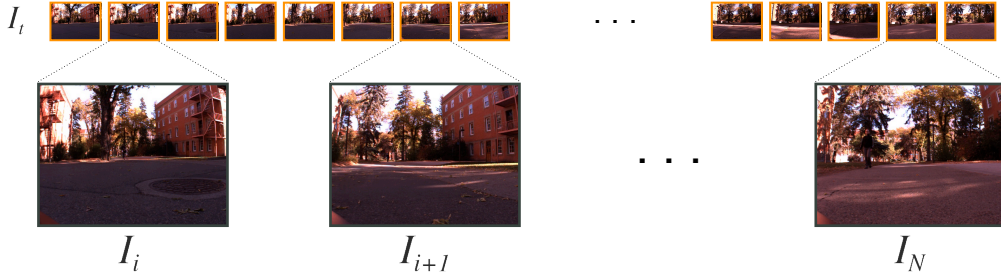 I_t . . .
. . .
I_i I_{i+1} I_N